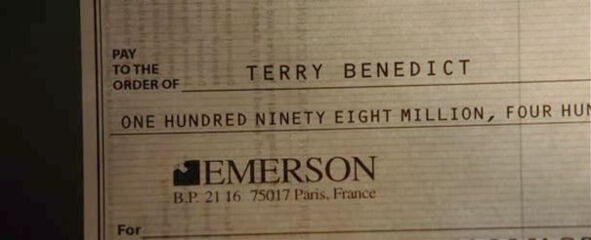 PAY
TO THE
ORDER OF TERRY BENEDICT
ONE HUNDRED NINETY EIGHT MILLION, FOUR HUN
EMERSON
B.P. 21 16 75017 Paris, France
For